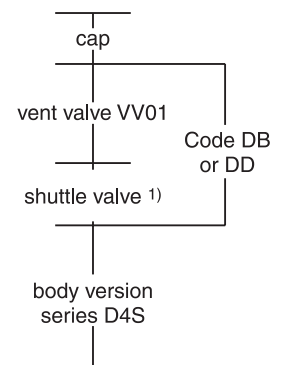 cap
vent valve VV01
Code DB
or DD
shuttle valve 1)
body version
series D4S